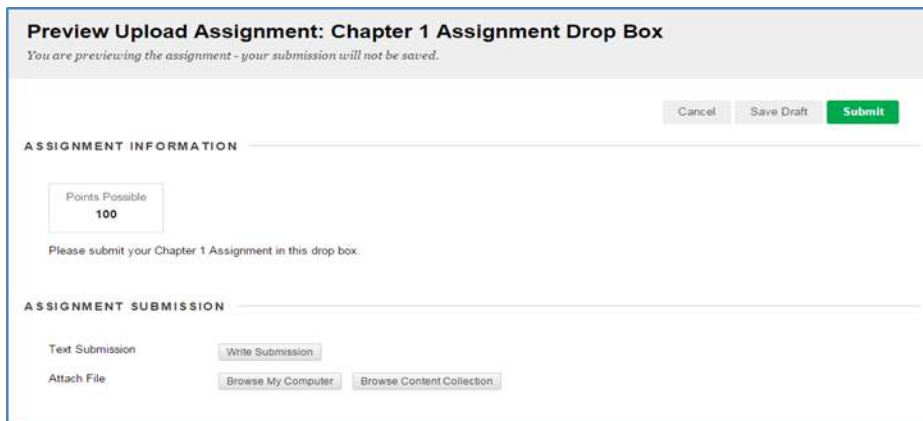 Preview Upload Assignment: Chapter 1 Assignment Drop Box
You are previewing the assignment - your submission will not be saved.
Cancel Save Draft Submit
ASSIGNMENT INFORMATION
Points Possible
100
Please submit your Chapter 1 Assignment in this drop box.
ASSIGNMENT SUBMISSION
Text Submission Write Submission
Attach File Browse My Computer Browse Content Collection